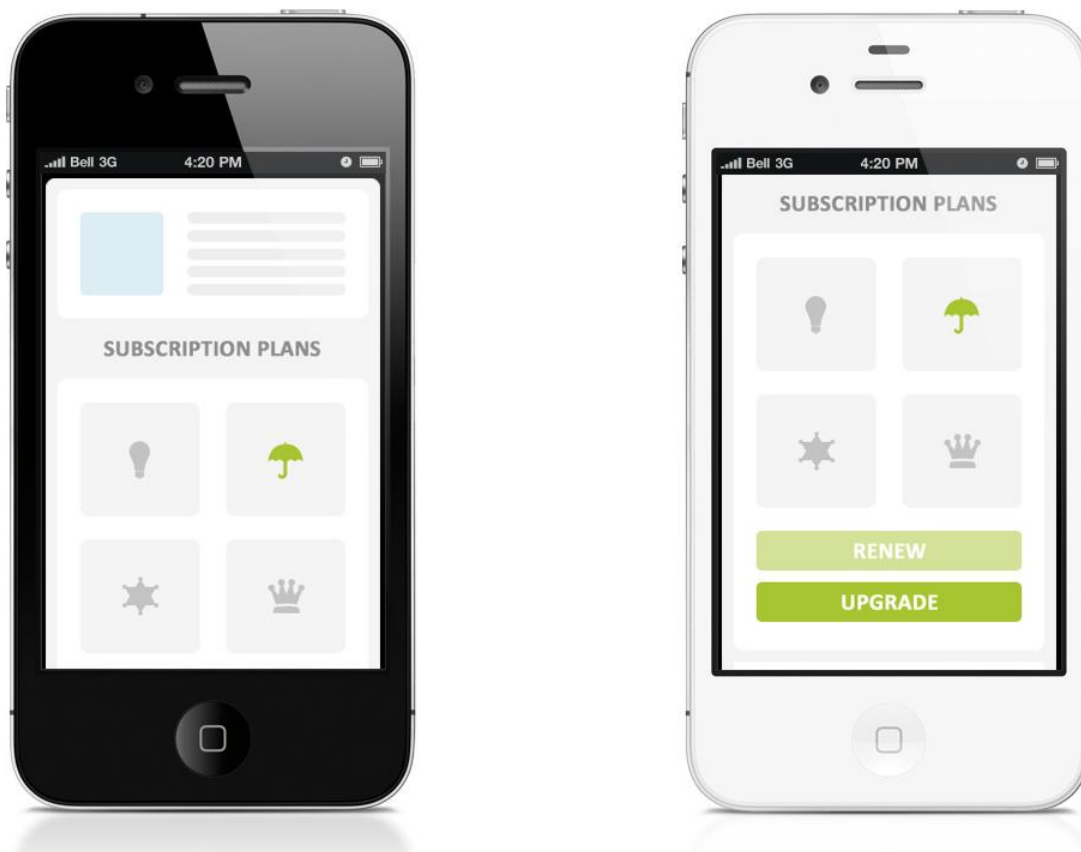 Bell 3G 4:20 PM
SUBSCRIPTION PLANS
Bell 3G 4:20 PM
SUBSCRIPTION PLANS
RENEW
UPGRADE